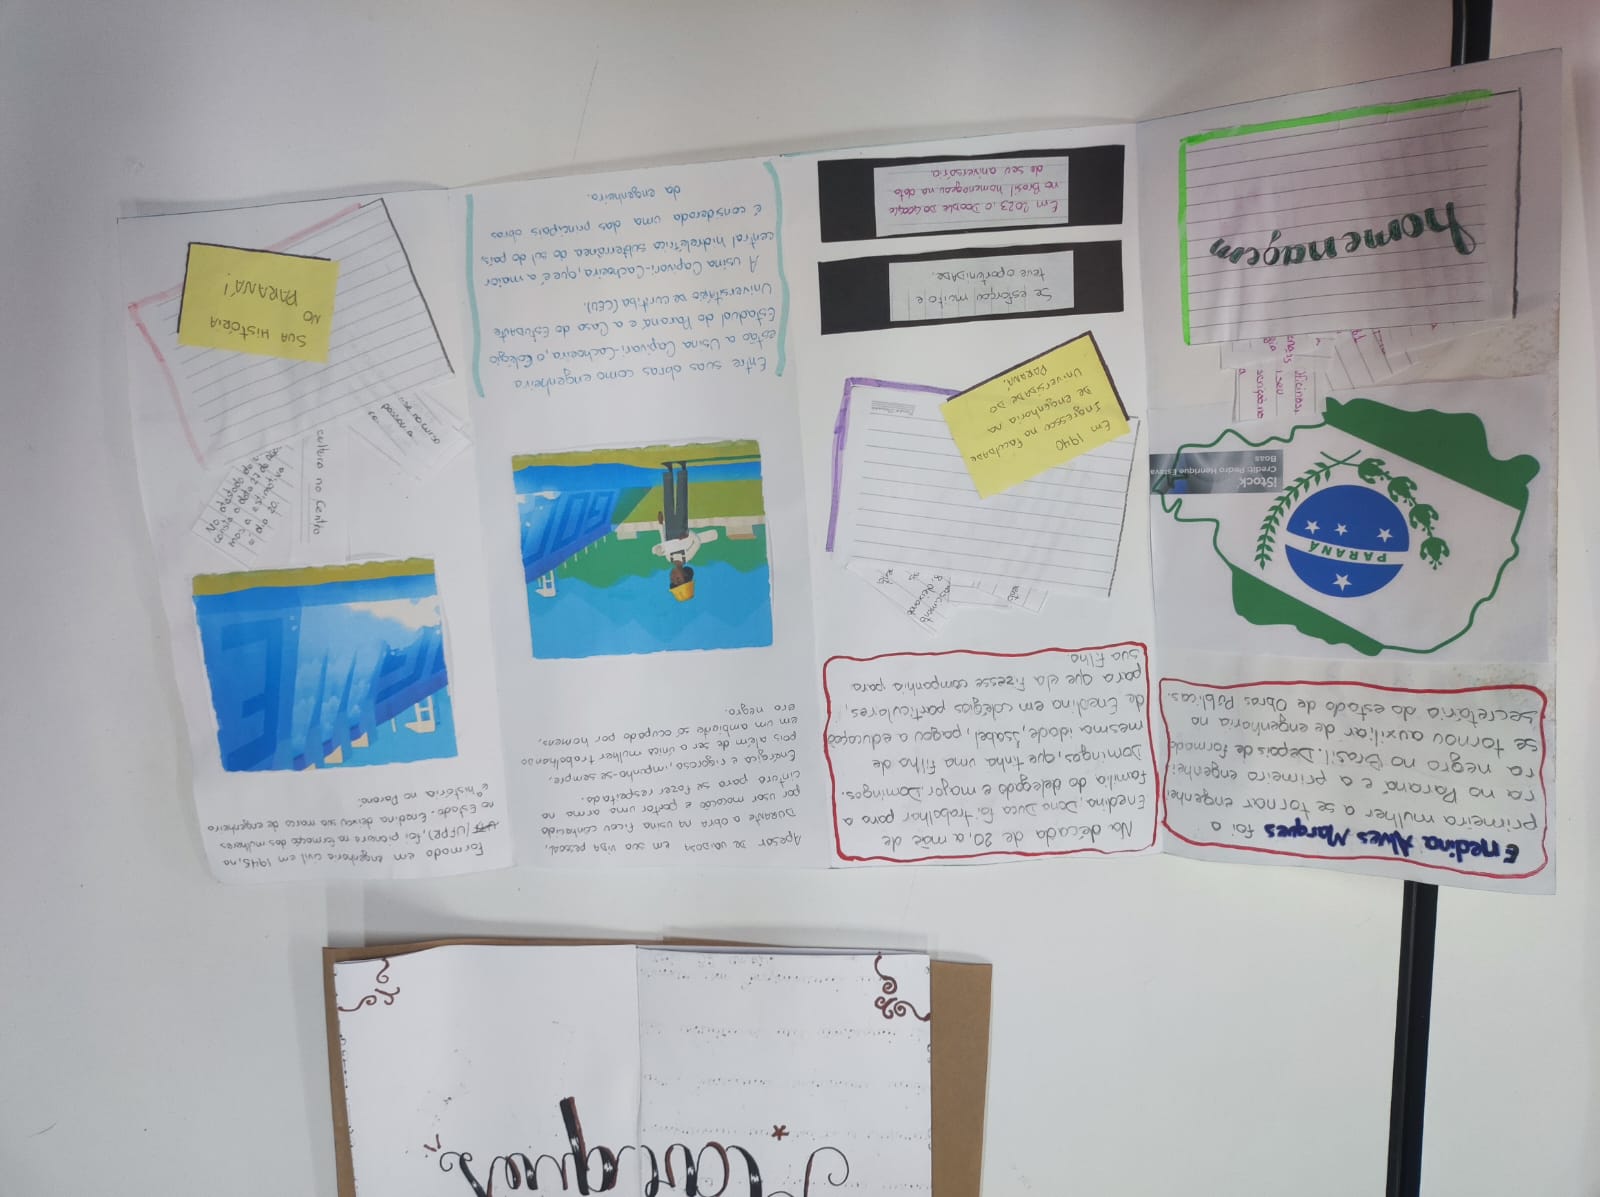 Marques
Enedina Alves Marques foi a
primeira mulher a se tornar engenhei
ra no Paraná e a primeira engenhei
ra negra no Brasil. Depois de formada
se tornou auxiliar de engenharia na
secretária do estado de Obras Públicas.
PARANÁ
iStock
Credit: Pedro Henrique Esteva
Boas
homenagem
Na década de 20, a mãe de
Enedina, Dona Duca foi trabalhar para a
família do delegado e major, Domingos.
Domingos, que tinha uma filha de
mesma idade, Isabel, pagou a educação
de Enedina em colégios particulares,
para que ela fizesse companhia para
sua filha.
Em 1940
Ingressou na faculdade
de engenharia na
Universidade do
Paraná.
Se esforçou muito e
teve oportunidade.
Em 2023, o Dooble do Google
no Brasil homenageou na data
do seu aniversária
Apesar de vaidosa em sua vida pessoal,
durante a obra na usina ficou conhecida
por usar macacão e portar uma arma na
cintura para se fazer respeitada.
Enérgica e rigorosa, impunha-se sempre,
pois além de ser a única mulher trabalhando
em um ambiente só ocupado por homens,
era negra.
GOO
Entre suas obras como engenheira
estão a Usina Capivari-Cachoeira, o Colégio
Estadual do Paraná e a Casa do Estudante
Universitário de curitiba (CEU).
A usina Capivari-Cachoeira, que é a maior
central hidrelétrica subterrânea do sul do país,
é considerada uma das principais obras
da engenheira.
Formada em engenharia civil em 1945, na
/UFPR), foi pioneira na formação das mulheres
no Estado. Enedina deixou sua marca de engenheira
e a história no Paraná.
E
cultura no Centro
SUA HISTÓRIA
NO
PARANÁ!